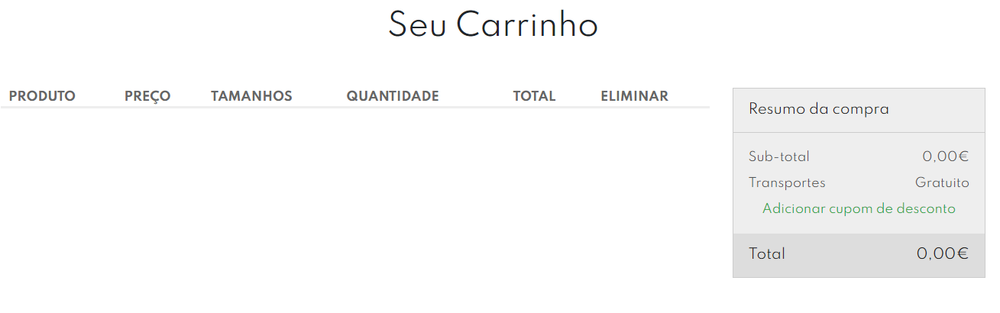 Seu Carrinho
PRODUTO PREÇO TAMANHOS QUANTIDADE TOTAL ELIMINAR
Resumo da compra
Sub-total 0,00€
Transportes Gratuito
Adicionar cupom de desconto
Total 0,00€